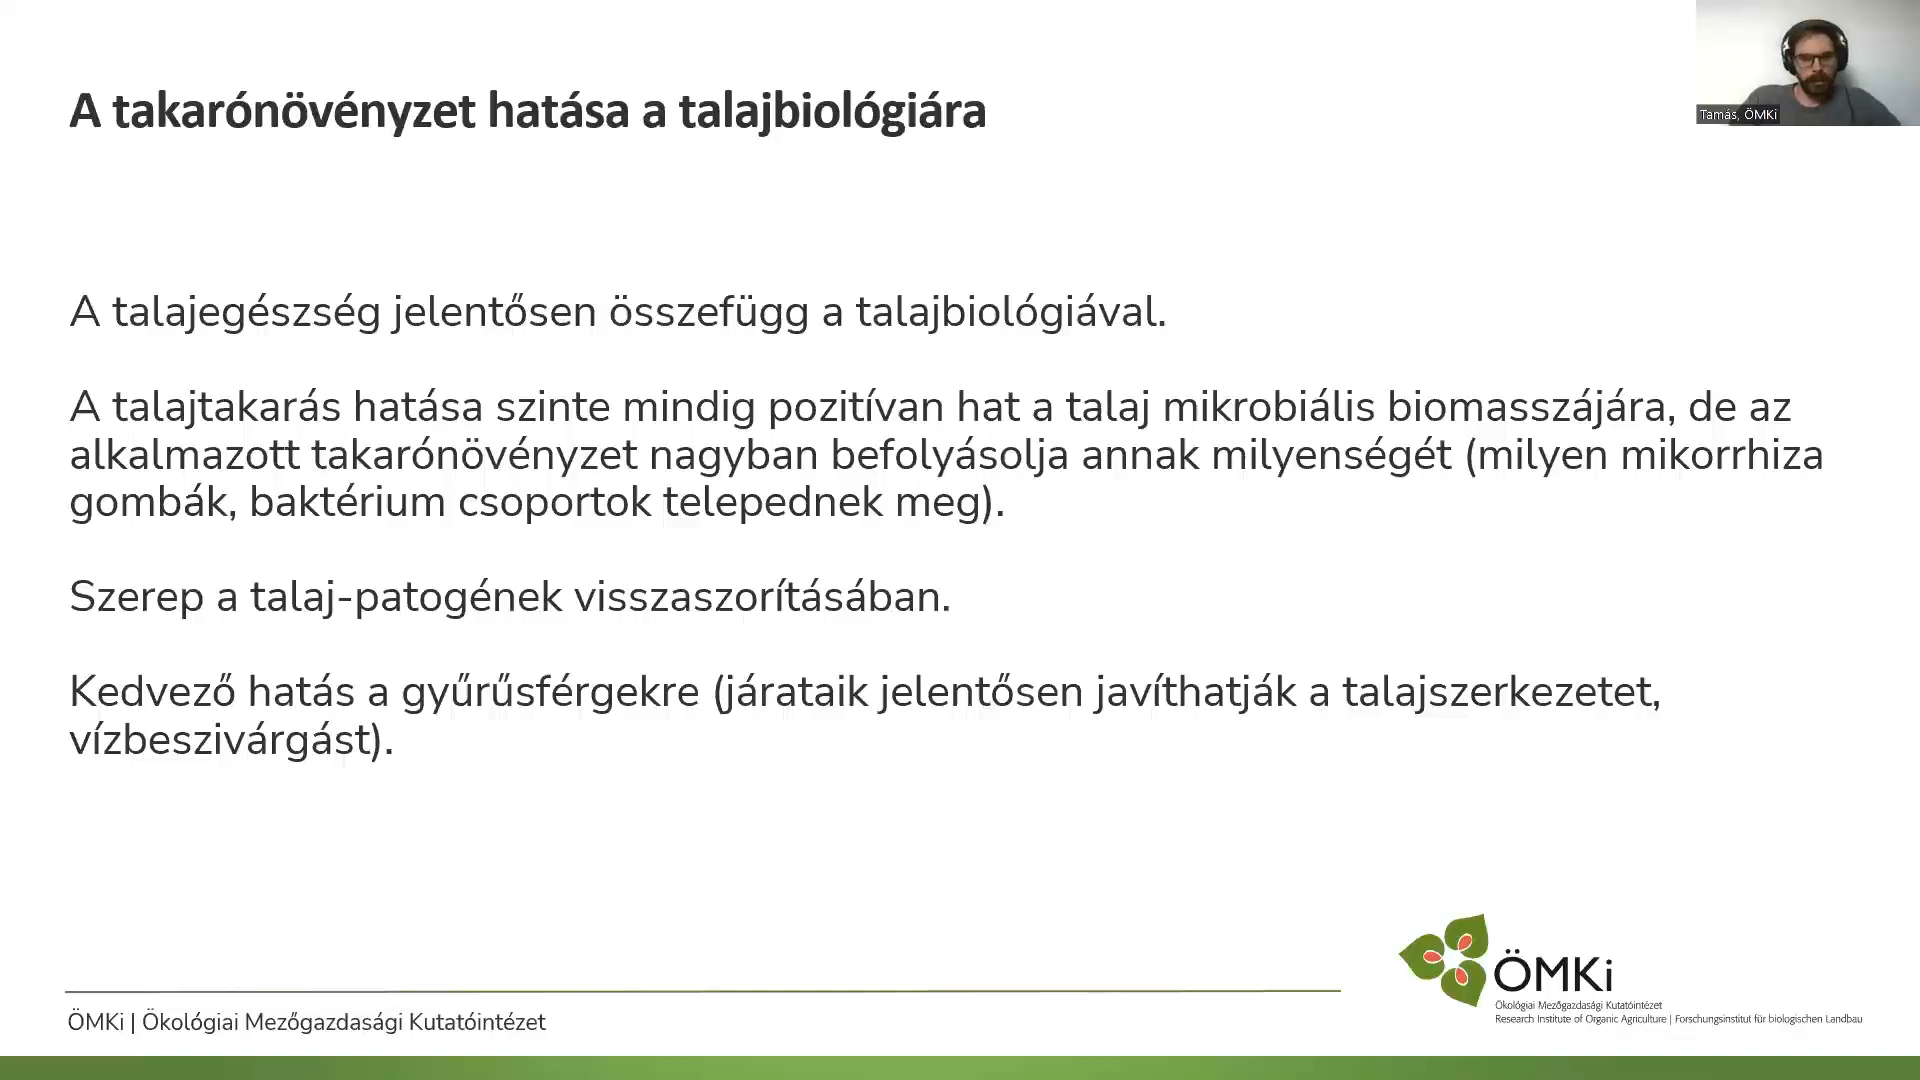 A takarónövényzet hatása a talajbiológiára
Tamás, ÖMKi
A talajegészség jelentősen összefügg a talajbiológiával.
A talajtakarás hatása szinte mindig pozitívan hat a talaj mikrobiális biomasszájára, de az
alkalmazott takarónövényzet nagyban befolyásolja annak milyenségét (milyen mikorrhiza
gombák, baktérium csoportok telepednek meg).
Szerep a talaj-patogének visszaszorításában.
Kedvező hatás a gyűrűsférgekre (járataik jelentősen javíthatják a talajszerkezetet,
vízbeszivárgást).
ÖMKi
Ökológiai Mezőgazdasági Kutatóintézet
Research Institute of Organic Agriculture | Forschungsinstitut für biologischen Landbau
ÖMKi | Ökológiai Mezőgazdasági Kutatóintézet